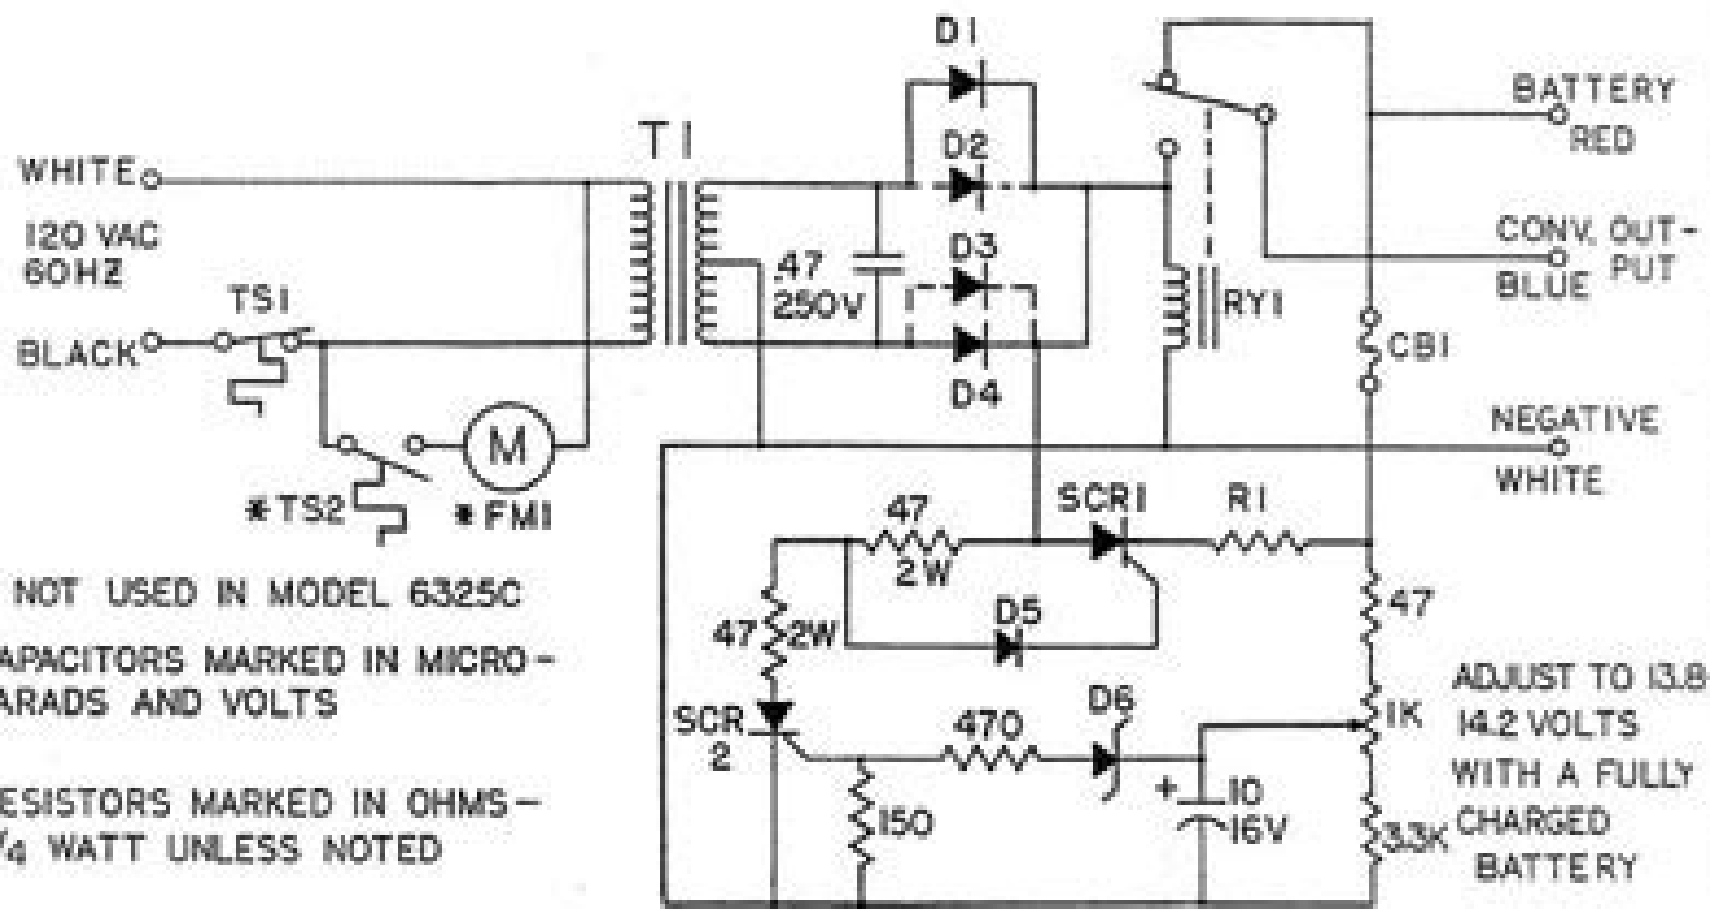 D1
T1
D2
D3
D4
WHITE
120 VAC
60HZ
TS1
BLACK
.47
250V
RY1
BATTERY
RED
CONV. OUT-
PUT
BLUE
CB1
NEGATIVE
WHITE
M
*TS2
*FM1
47
2W
SCR1
R1
D5
47
2W
47
NOT USED IN MODEL 6325C
APACITORS MARKED IN MICRO-
ARADS AND VOLTS
SCR
2
470
D6
1K
ADJUST TO 13.8-
14.2 VOLTS
WITH A FULLY
CHARGED
BATTERY
150
+
10
16V
3.3K
ESISTORS MARKED IN OHMS-
1/4 WATT UNLESS NOTED